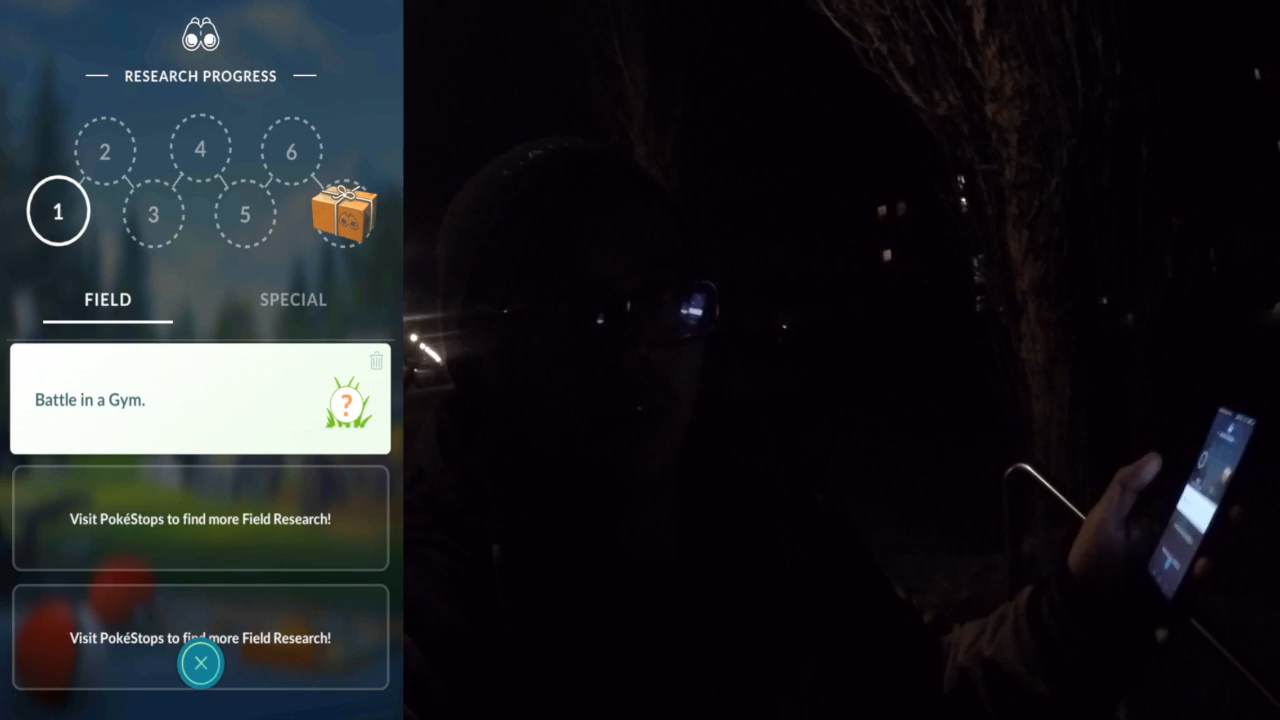 RESEARCH PROGRESS
2
4
6
1
3
5
FIELD
SPECIAL
Battle in a Gym.
?
Visit PokéStops to find more Field Research!
Visit PokéStops to find more Field Research!